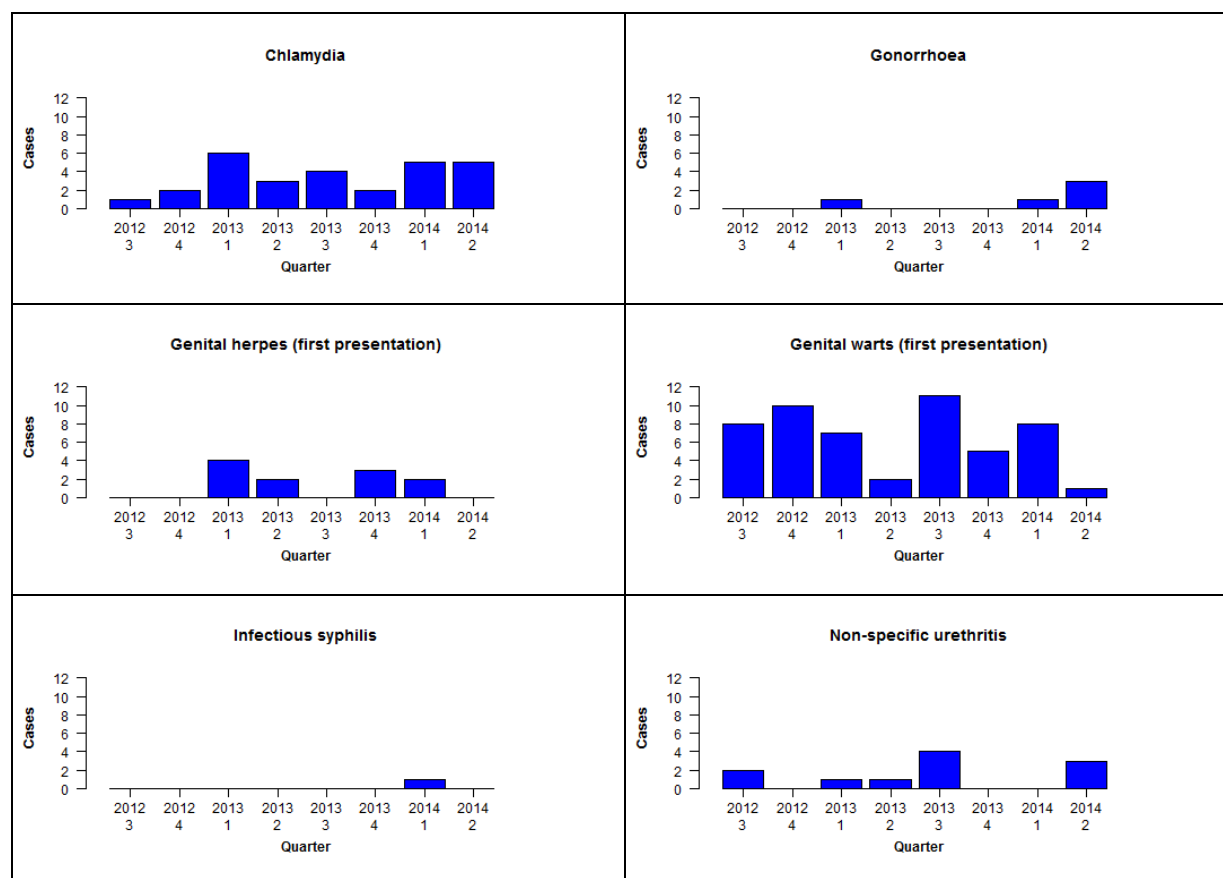 Chlamydia
Cases
12
10
8
6
4
2
0
2012 2012 2013 2013 2013 2013 2014 2014
3 4 1 2 3 4 1 2
Quarter
Gonorrhoea
Cases
12
10
8
6
4
2
0
2012 2012 2013 2013 2013 2013 2014 2014
3 4 1 2 3 4 1 2
Quarter
Genital herpes (first presentation)
Cases
12
10
8
6
4
2
0
2012 2012 2013 2013 2013 2013 2014 2014
3 4 1 2 3 4 1 2
Quarter
Genital warts (first presentation)
Cases
12
10
8
6
4
2
0
2012 2012 2013 2013 2013 2013 2014 2014
3 4 1 2 3 4 1 2
Quarter
Infectious syphilis
Cases
12
10
8
6
4
2
0
2012 2012 2013 2013 2013 2013 2014 2014
3 4 1 2 3 4 1 2
Quarter
Non-specific urethritis
Cases
12
10
8
6
4
2
0
2012 2012 2013 2013 2013 2013 2014 2014
3 4 1 2 3 4 1 2
Quarter